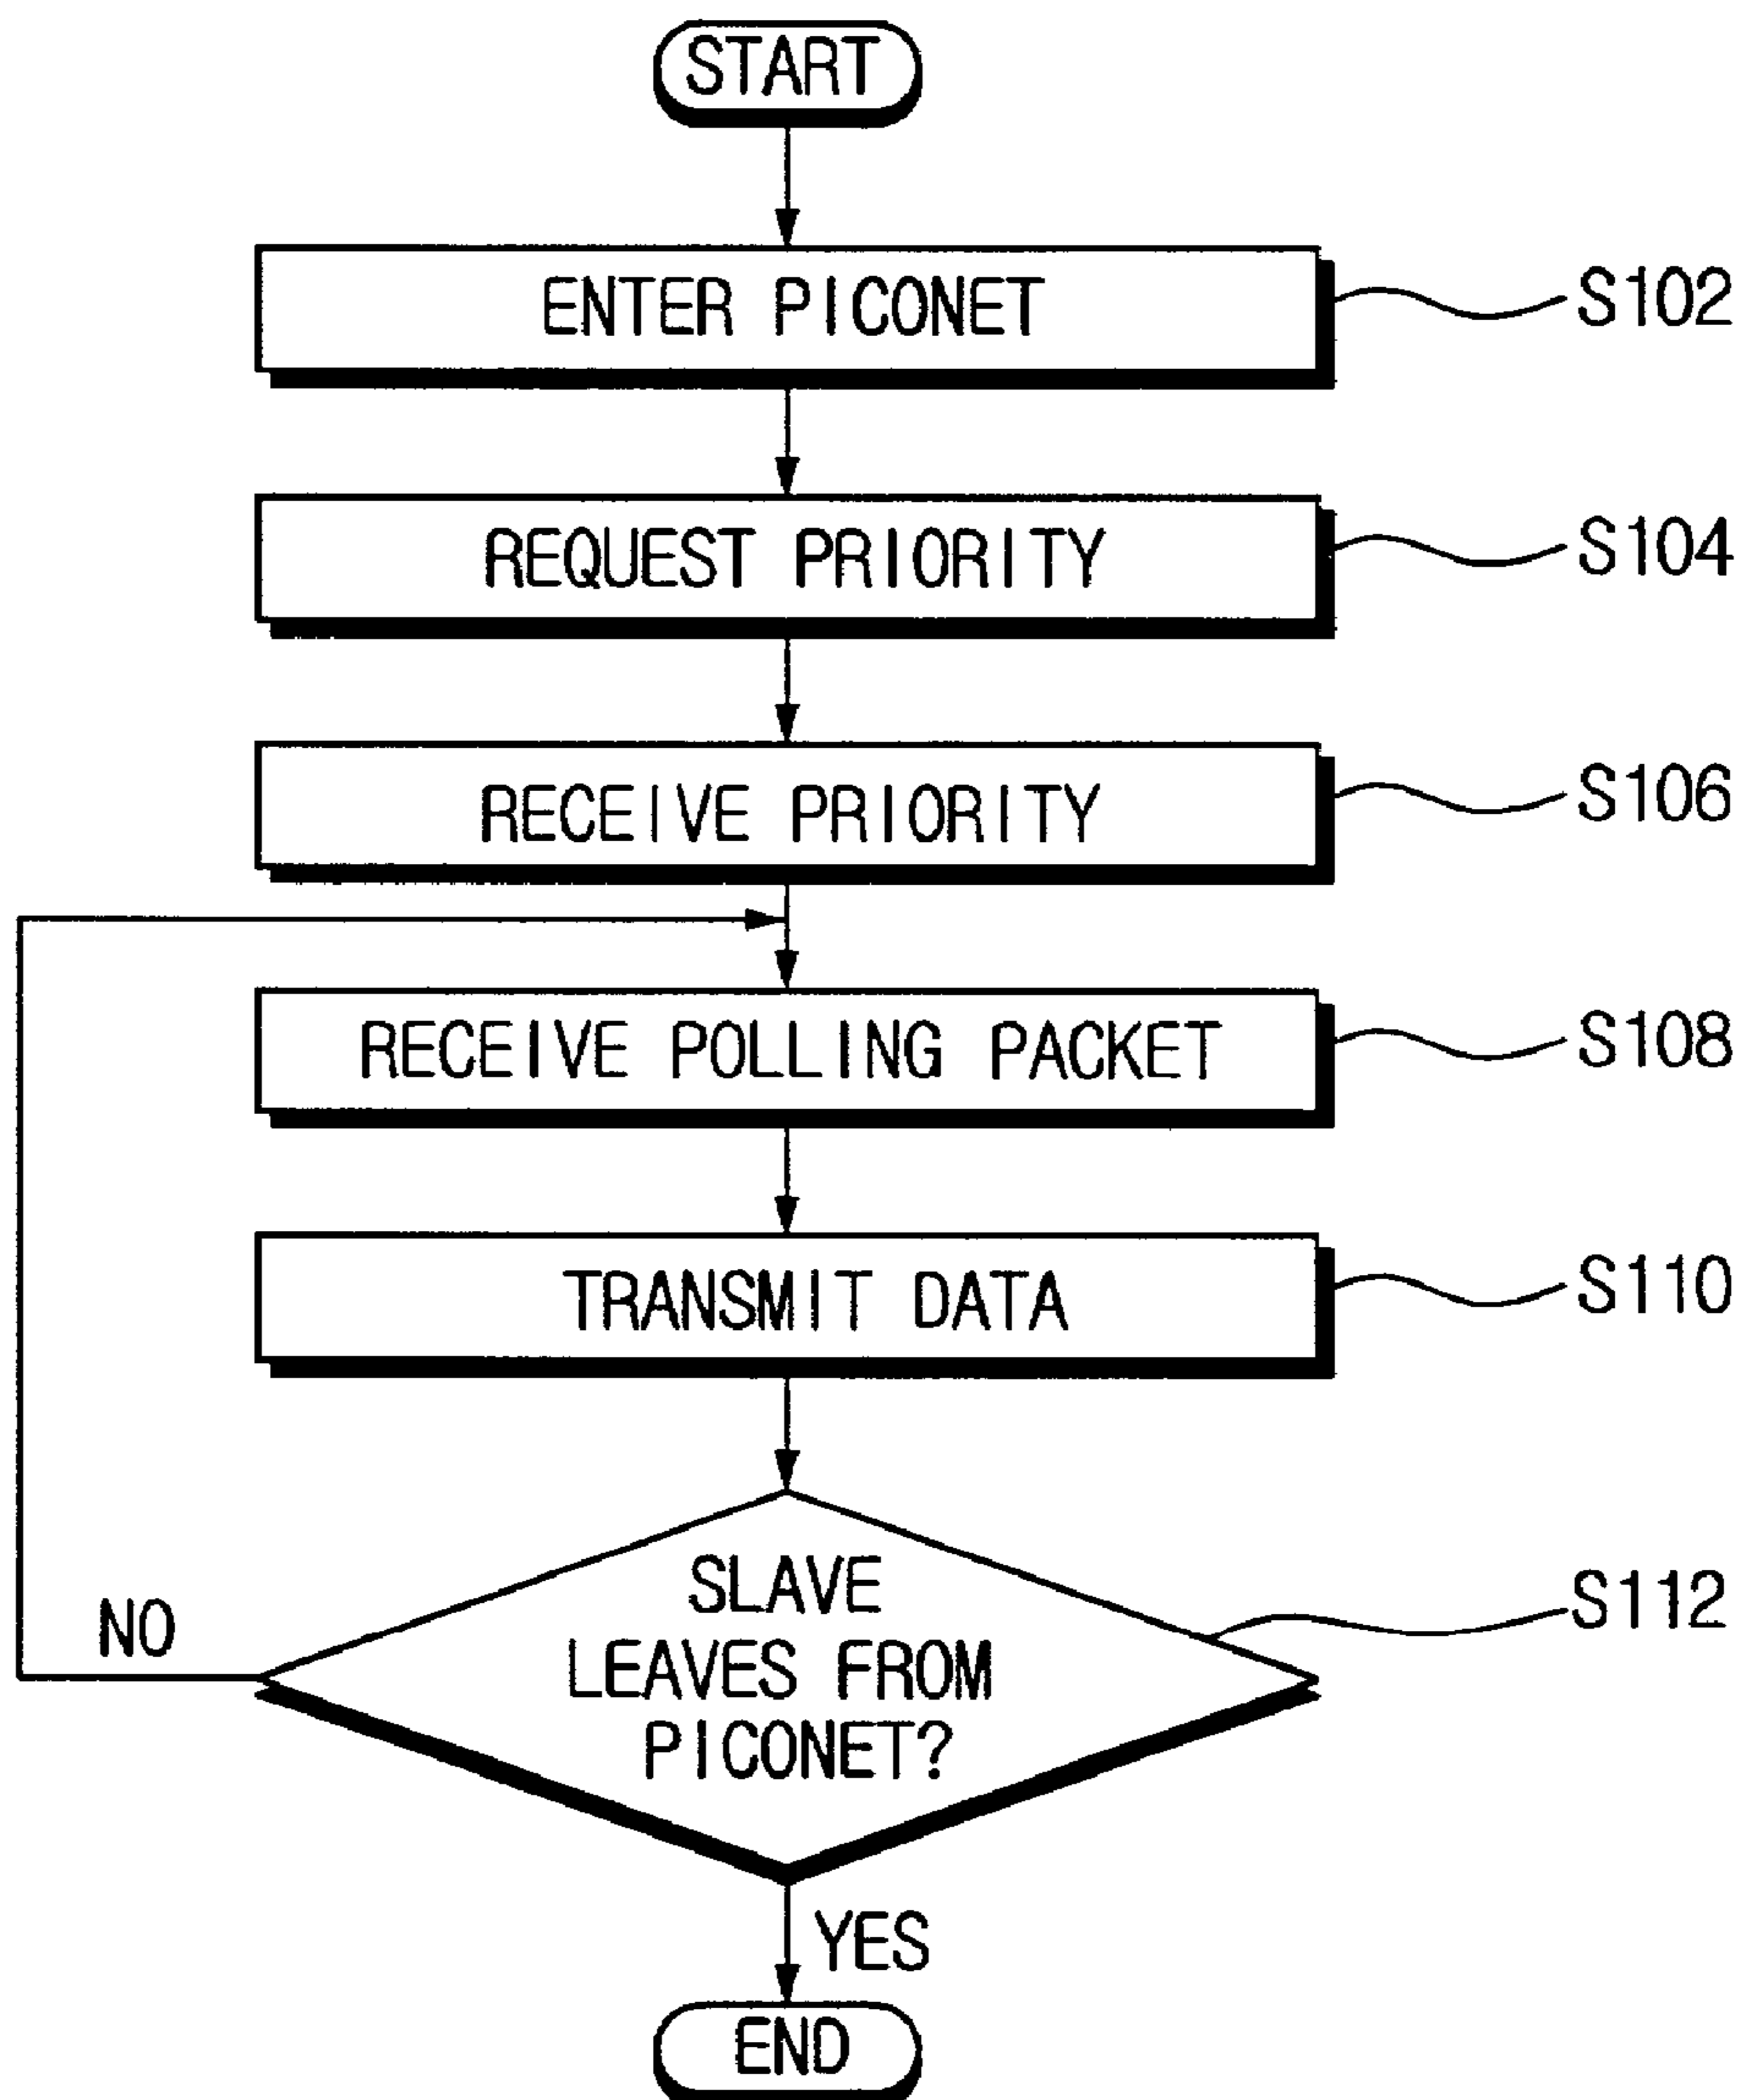 START
ENTER PICONET
S102
REQUEST PRIORITY
S104
RECEIVE PRIORITY
S106
RECEIVE POLLING PACKET
S108
TRANSMIT DATA
S110
SLAVE
LEAVES FROM
PICONET?
S112
NO
YES
END